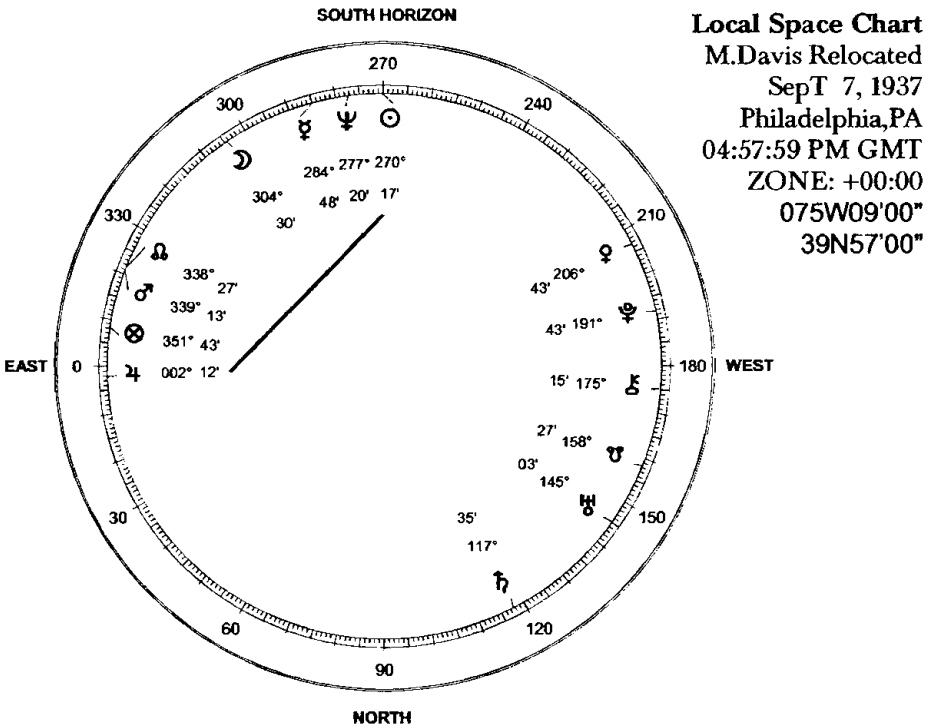 SOUTH HORIZON
Local Space Chart
M.Davis Relocated
SepT 7, 1937
Philadelphia,PA
04:57:59 PM GMT
ZONE: +00:00
075W09'00"
39N57'00"
270
300
240
♂ ☿ ♆ ☉
☽
284° 277° 270°
48' 20' 17'
304°
30'
330
210
☊
338°
27'
♂
339°
13'
⊗
351° 43'
EAST
0
♃
002° 12'
♀
206°
43'
♇
43' 191°
180
WEST
15' 175°
⚷
27'
158°
☋
03'
145°
♅
30
150
35'
117°
♄
60
120
90
NORTH